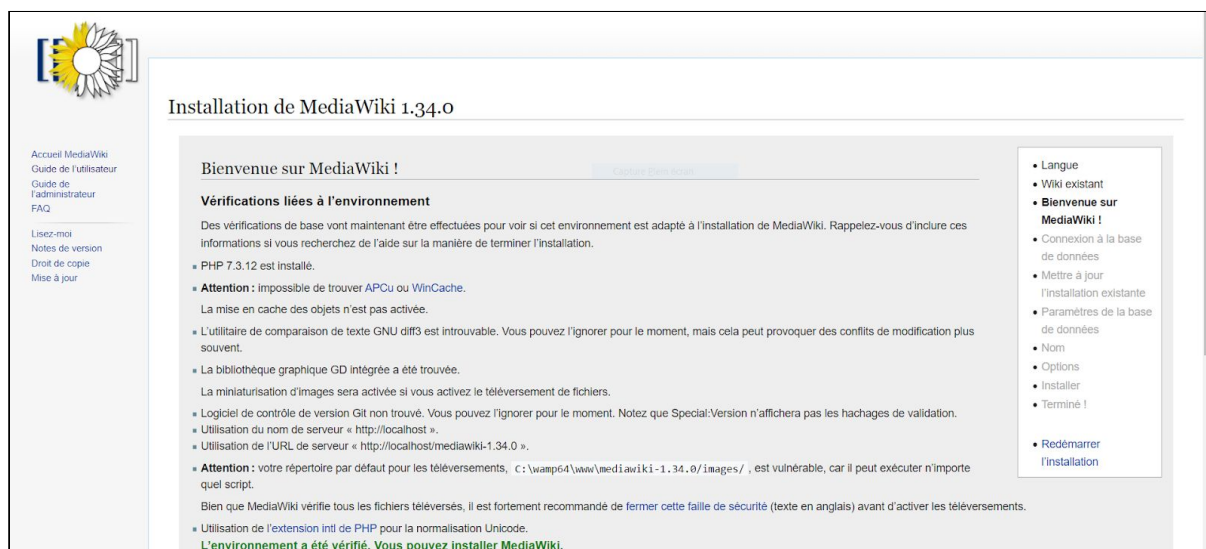 Installation de MediaWiki 1.34.0
Accueil MediaWiki
Guide de l'utilisateur
Guide de
l'administrateur
FAQ
Lisez-moi
Notes de version
Droit de copie
Mise à jour
Bienvenue sur MediaWiki !
Vérifications liées à l'environnement
Des vérifications de base vont maintenant être effectuées pour voir si cet environnement est adapté à l'installation de MediaWiki. Rappelez-vous d'inclure ces
informations si vous recherchez de l'aide sur la manière de terminer l'installation.
PHP 7.3.12 est installé.
Attention : impossible de trouver APCu ou WinCache.
La mise en cache des objets n'est pas activée.
L'utilitaire de comparaison de texte GNU diff3 est introuvable. Vous pouvez l'ignorer pour le moment, mais cela peut provoquer des conflits de modification plus
souvent.
La bibliothèque graphique GD intégrée a été trouvée.
La miniaturisation d'images sera activée si vous activez le téléversement de fichiers.
Logiciel de contrôle de version Git non trouvé. Vous pouvez l'ignorer pour le moment. Notez que Special:Version n'affichera pas les hachages de validation.
Utilisation du nom de serveur « http://localhost ».
Utilisation de l'URL de serveur « http://localhost/mediawiki-1.34.0 ».
Attention : votre répertoire par défaut pour les téléversements, C:\wamp64\www\mediawiki-1.34.0/images/ , est vulnérable, car il peut exécuter n'importe
quel script.
Bien que MediaWiki vérifie tous les fichiers téléversés, il est fortement recommandé de fermer cette faille de sécurité (texte en anglais) avant d'activer les téléversements.
Utilisation de l'extension intl de PHP pour la normalisation Unicode.
L'environnement a été vérifié. Vous pouvez installer MediaWiki.
Langue
Wiki existant
Bienvenue sur
MediaWiki !
Connexion à la base
de données
Mettre à jour
l'installation existante
Paramètres de la base
de données
Nom
Options
Installer
Terminé !
Redémarrer
l'installation